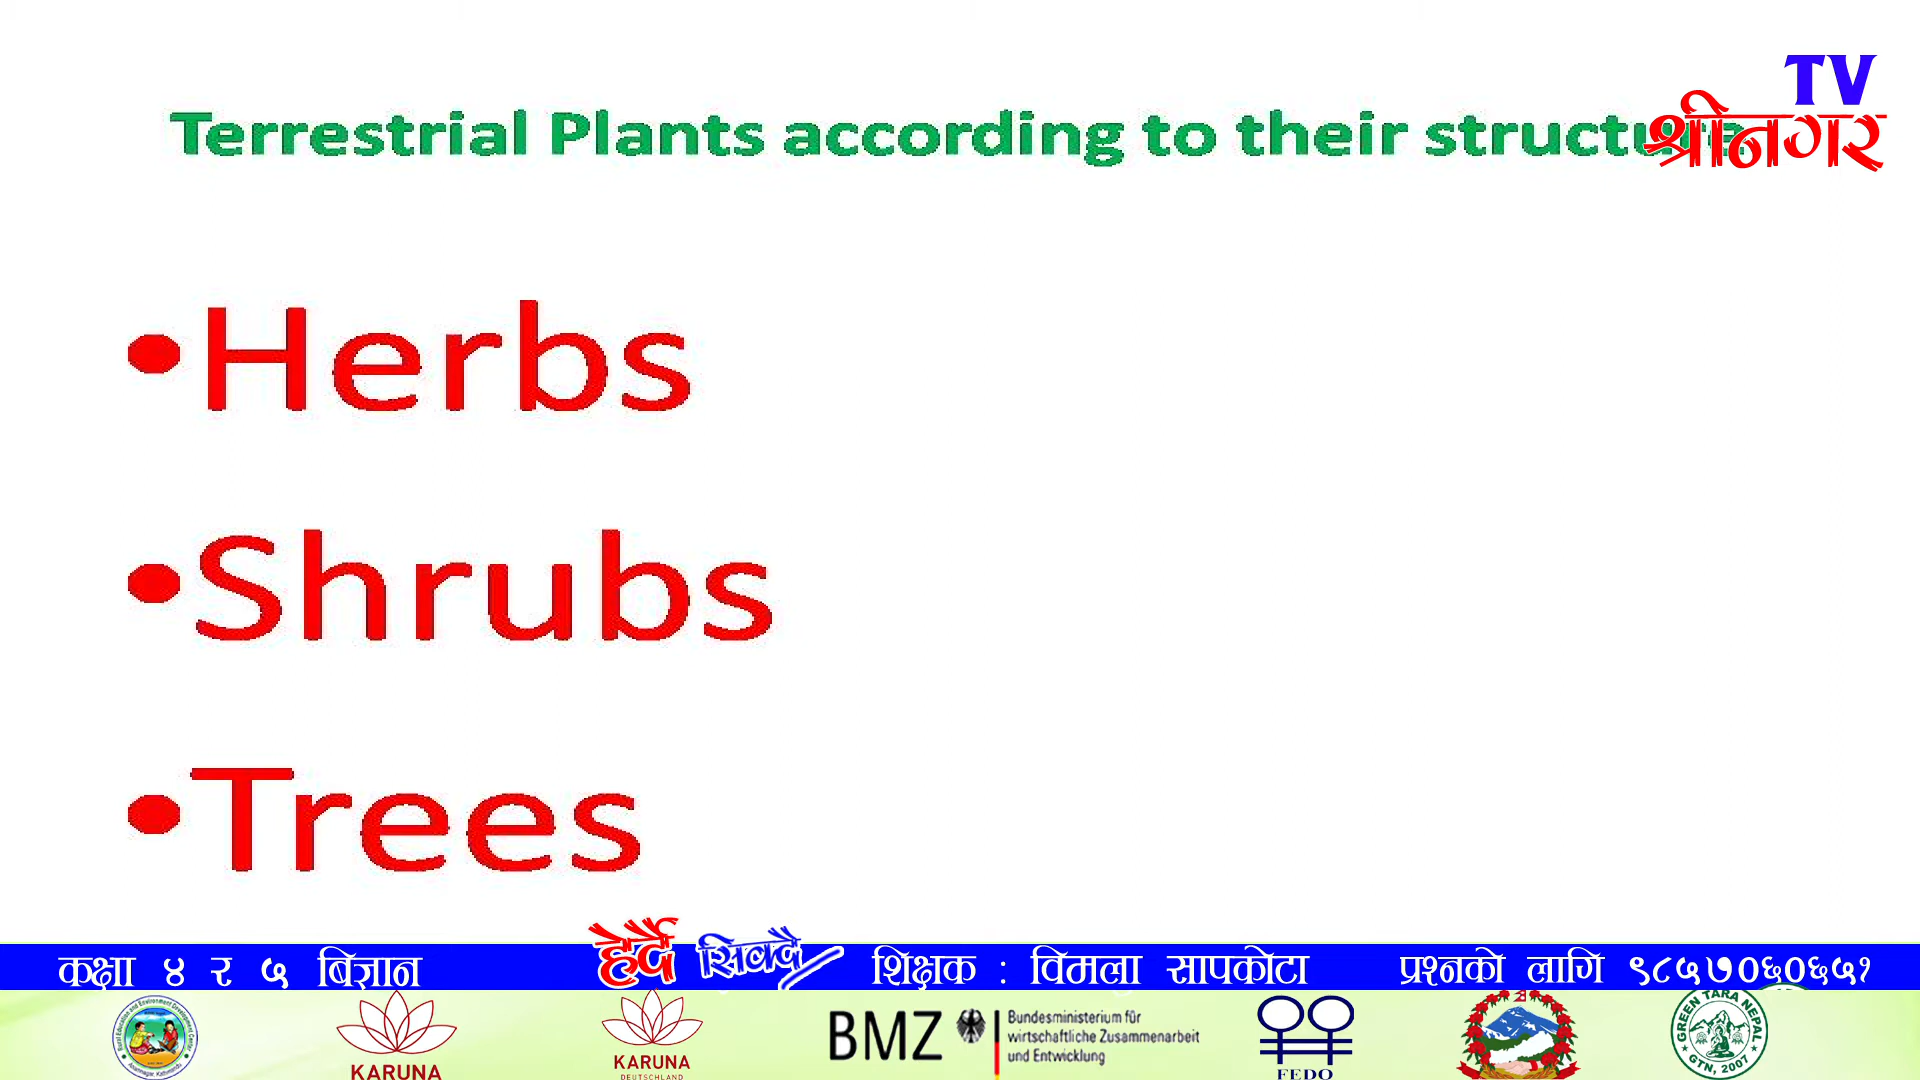 TV
श्रीनगर
Terrestrial Plants according to their structure
•Herbs
•Shrubs
•Trees
कक्षा ४ र ५ बिज्ञान
हेर्दै सिक्दै
शिक्षक : विमला सापकोटा
प्रश्नको लागि ९८५७०६०६५१
KARUNA
KARUNA
DEUTSCHLAND
BMZ
Bundesministerium für
wirtschaftliche Zusammenarbeit
und Entwicklung
FEDO
GREEN TARA NEPAL
GTN, 2007